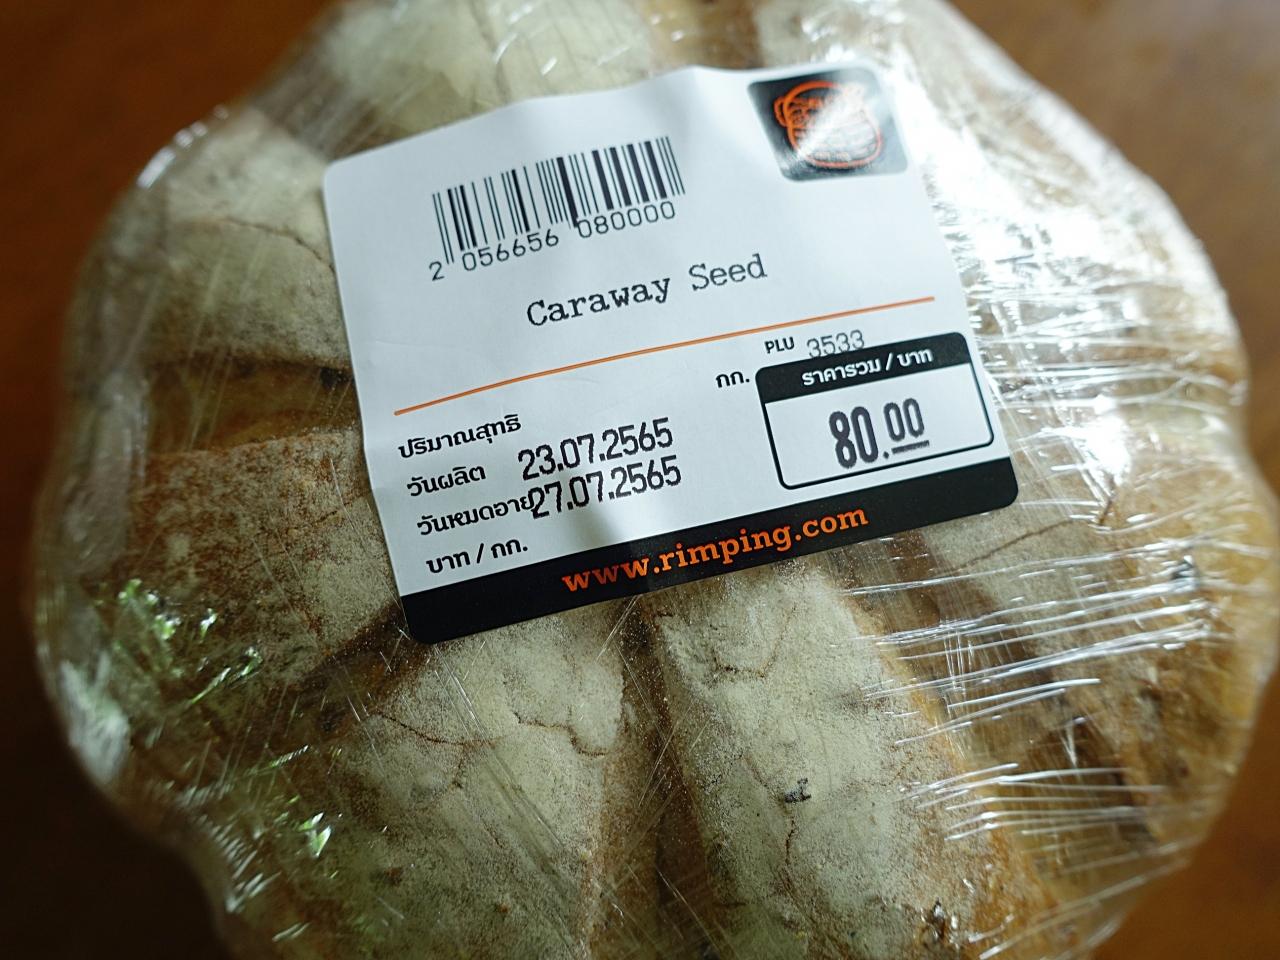 2 056656 080000
Caraway Seed
PLU 3533
กก.
ราคารวม / บาท
80.00
ปริมาณสุทธิ
วันผลิต 23.07.2565
วันหมดอายุ 27.07.2565
บาท / กก.
www.rimping.com